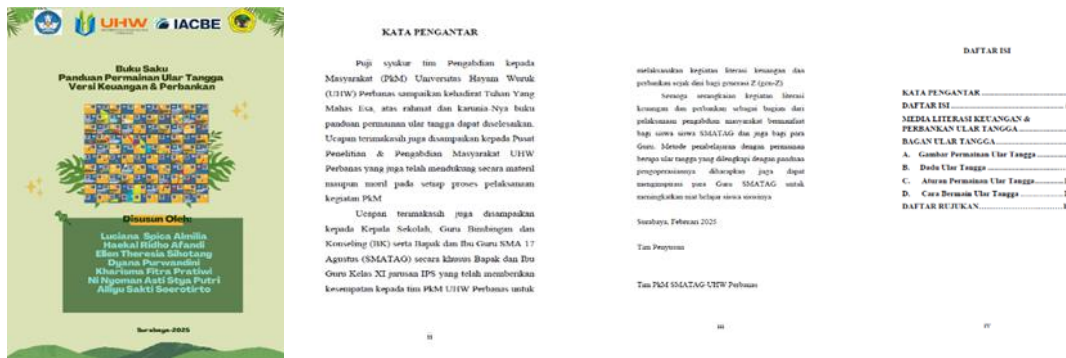 UHW
IACBE
Buku Saku
Panduan Permainan Ular Tangga
Versi Keuangan & Perbankan
Disusun Oleh:
Luciana Spica Almilia
Haekal Ridho Afandi
Ellen Theresia Sihotang
Dyana Purwandini
Kharisma Fitra Pratiwi
Ni Nyoman Asti Stya Putri
Ailiyu Sakti Soerotirto
Surabaya-2025
KATA PENGANTAR
Puji syukur tim Pengabdian kepada
Masyarakat (PkM) Universitas Hayam Wuruk
(UHW) Perbanas sampaikan kehadirat Tuhan Yang
Mahas Esa, atas rahmat dan karunia-Nya buku
panduan permainan ular tangga dapat diselesaikan.
Ucapan terimakasih juga disampaikan kepada Pusat
Penelitian & Pengabdian Masyarakat UHW
Perbanas yang juga telah mendukung secara materil
maupun moril pada setiap proses pelaksanaan
kegiatan PkM
Ucapan terimakasih juga disampaikan
kepada Kepala Sekolah, Guru Bimbingan dan
Konseling (BK) serta Bapak dan Ibu Guru SMA 17
Agustus (SMATAG) secara khusus Bapak dan Ibu
Guru Kelas XI jurusan IPS yang telah memberikan
kesempatan kepada tim PkM UHW Perbanas untuk
ii
melaksanakan kegiatan literasi keuangan dan
perbankan sejak dini bagi generasi Z (gen-Z)
Semoga serangkaian kegiatan literasi
keuangan dan perbankan sebagai bagian dari
pelaksanaan pengabdian masyarakat bermanfaat
bagi siswa siswa SMATAG dan juga bagi para
Guru. Metode pembelajaran dengan permainan
berupa ular tangga yang dilengkapi dengan panduan
pengoperasiannya diharapkan juga dapat
menginspirasi para Guru SMATAG untuk
meningkatkan niat belajar siswa siswinya
Surabaya, Februari 2025
Tim Penyusun
Tim PkM SMATAG UHW Perbanas
iii
DAFTAR ISI
KATA PENGANTAR
DAFTAR ISI
MEDIA LITERASI KEUANGAN &
PERBANKAN ULAR TANGGA
BAGAN ULAR TANGGA
A. Gambar Permainan Ular Tangga
B. Dadu Ular Tangga
C. Aturan Permainan Ular Tangga
D. Cara Bermain Ular Tangga
DAFTAR RUJUKAN
iv